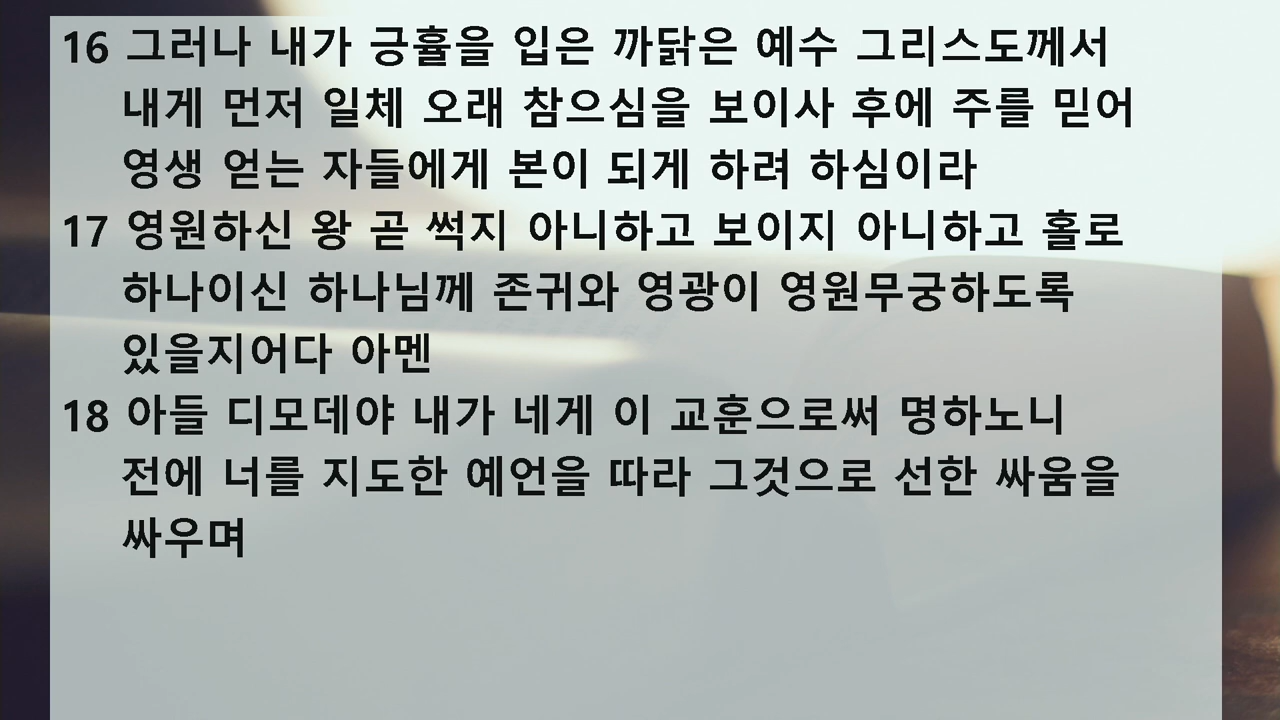 16 그러나 내가 긍휼을 입은 까닭은 예수 그리스도께서
내게 먼저 일체 오래 참으심을 보이사 후에 주를 믿어
영생 얻는 자들에게 본이 되게 하려 하심이라
17 영원하신 왕 곧 썩지 아니하고 보이지 아니하고 홀로
하나이신 하나님께 존귀와 영광이 영원무궁하도록
있을지어다 아멘
18 아들 디모데야 내가 네게 이 교훈으로써 명하노니
전에 너를 지도한 예언을 따라 그것으로 선한 싸움을
싸우며